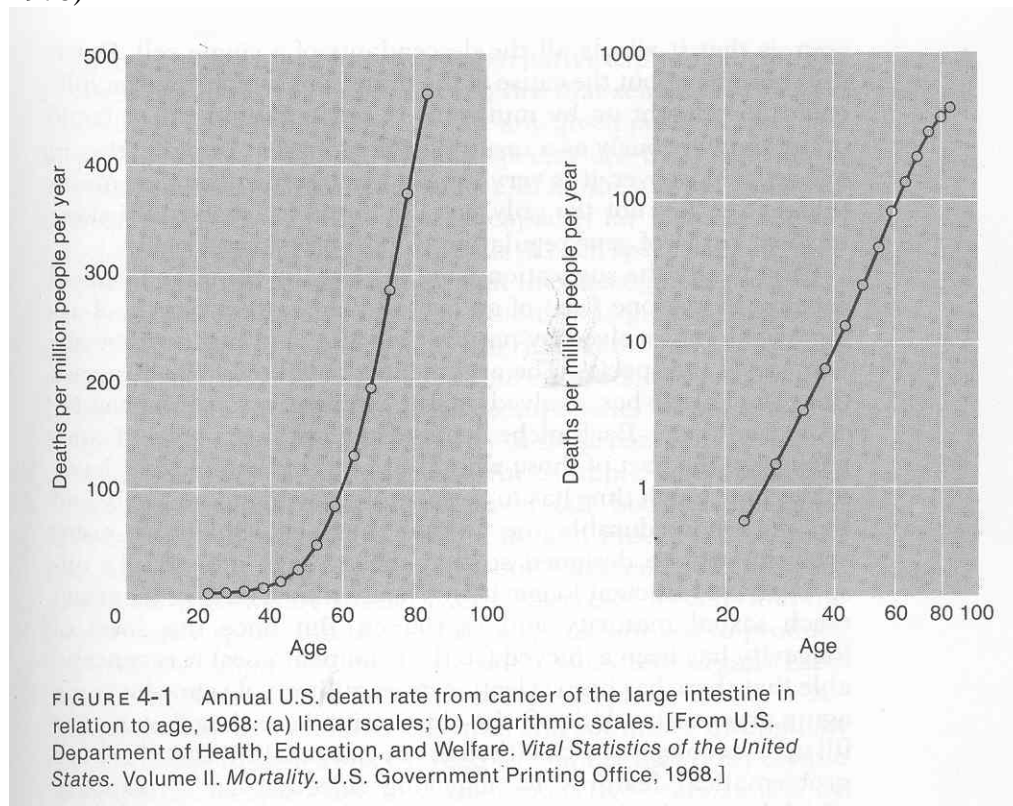 500
400
300
200
100
0
20
40
60
80
100
Deaths per million people per year
Age
1000
100
10
1
20
40
60
80
100
Deaths per million people per year
Age
FIGURE 4-1 Annual U.S. death rate from cancer of the large intestine in
relation to age, 1968: (a) linear scales; (b) logarithmic scales. [From U.S.
Department of Health, Education, and Welfare. Vital Statistics of the United
States. Volume II. Mortality. U.S. Government Printing Office, 1968.]